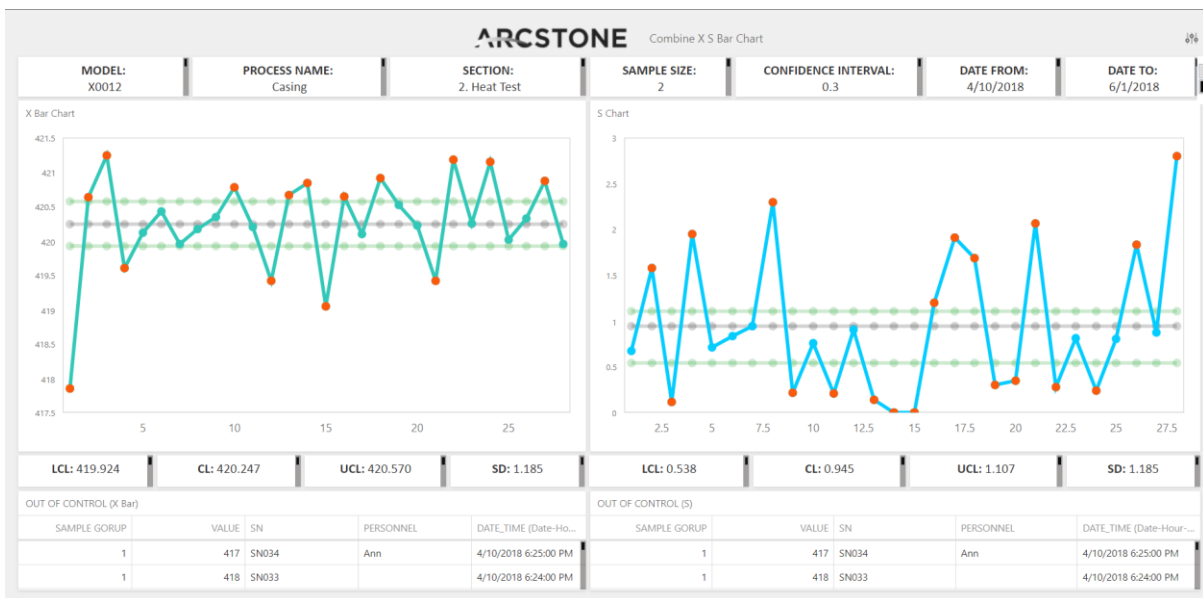 ARCSTONE Combine X S Bar Chart
MODEL: PROCESS NAME: SECTION: SAMPLE SIZE: CONFIDENCE INTERVAL: DATE FROM: DATE TO:
X0012 Casing 2. Heat Test 2 0.3 4/10/2018 6/1/2018
X Bar Chart
421.5
421
420.5
420
419.5
419
418.5
418
417.5
5 10 15 20 25
S Chart
3
2.5
2
1.5
1
0.5
0
2.5 5 7.5 10 12.5 15 17.5 20 22.5 25 27.5
LCL: 419.924 CL: 420.247 UCL: 420.570 SD: 1.185
LCL: 0.538 CL: 0.945 UCL: 1.107 SD: 1.185
OUT OF CONTROL (X Bar)
SAMPLE GORUP VALUE SN PERSONNEL DATE_TIME (Date-Ho...
1 417 SN034 Ann 4/10/2018 6:25:00 PM
1 418 SN033 4/10/2018 6:24:00 PM
OUT OF CONTROL (S)
SAMPLE GORUP VALUE SN PERSONNEL DATE_TIME (Date-Hour-...
1 417 SN034 Ann 4/10/2018 6:25:00 PM
1 418 SN033 4/10/2018 6:24:00 PM